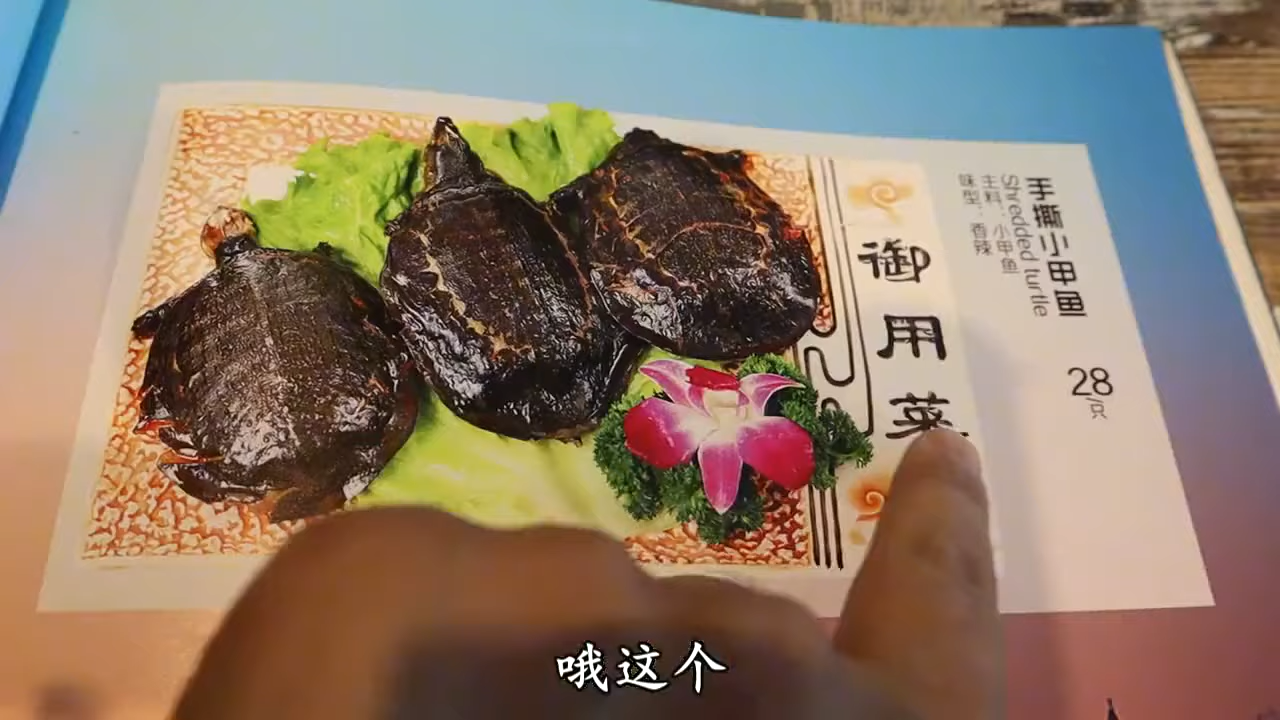 手撕小甲鱼
Shredded turtle
主料：小甲鱼
味型：香辣
28/只
御用菜
哦这个